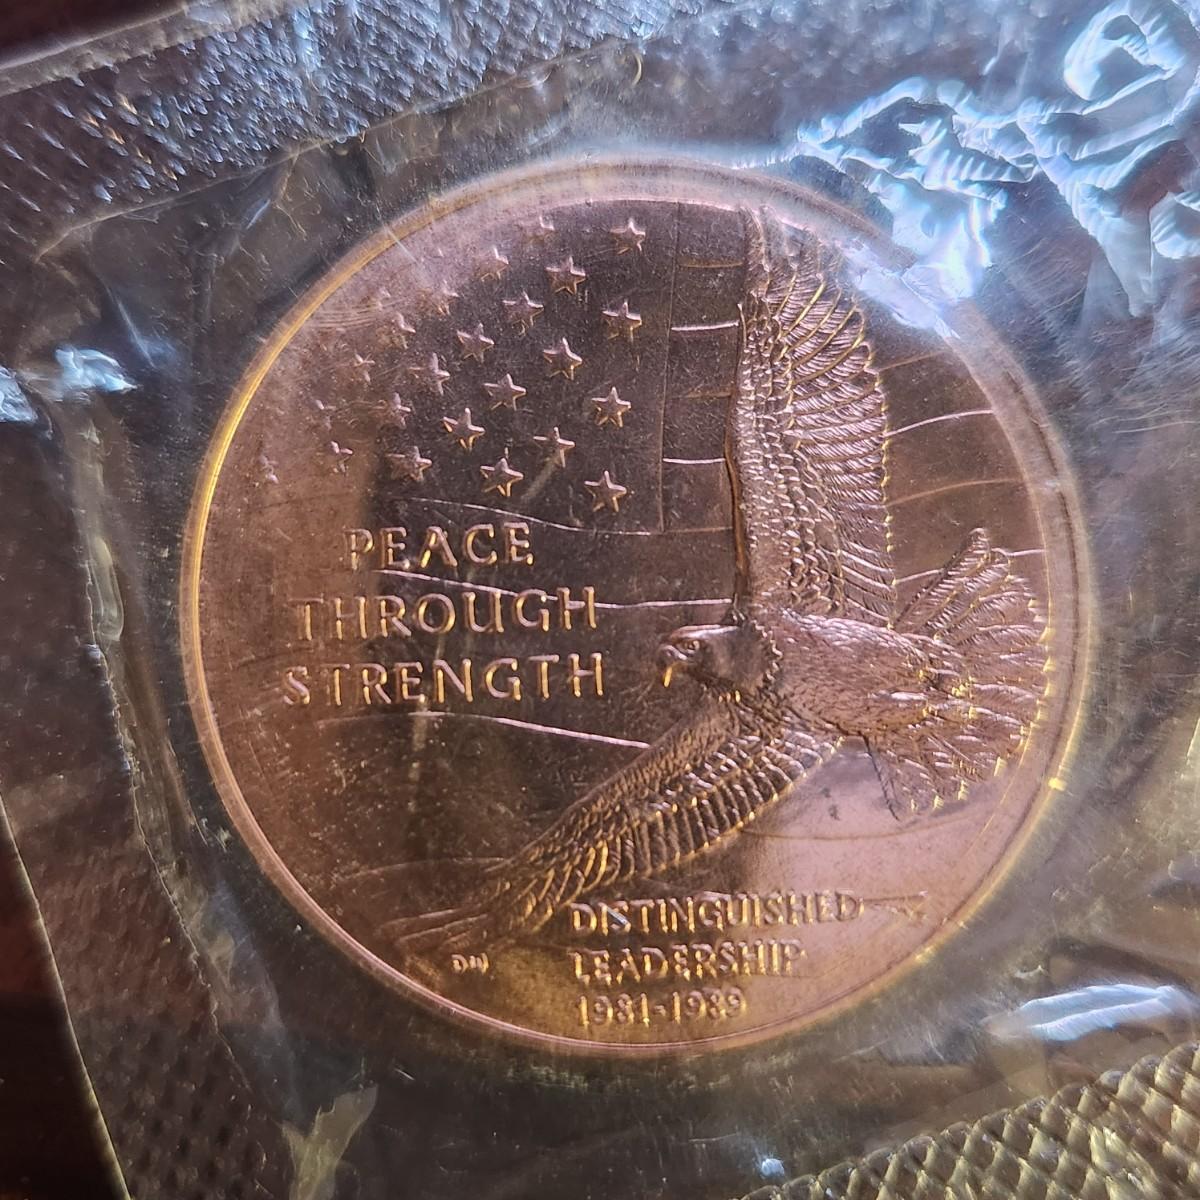 PEACE
THROUGH
STRENGTH
DISTINGUISHED
LEADERSHIP
1981-1989